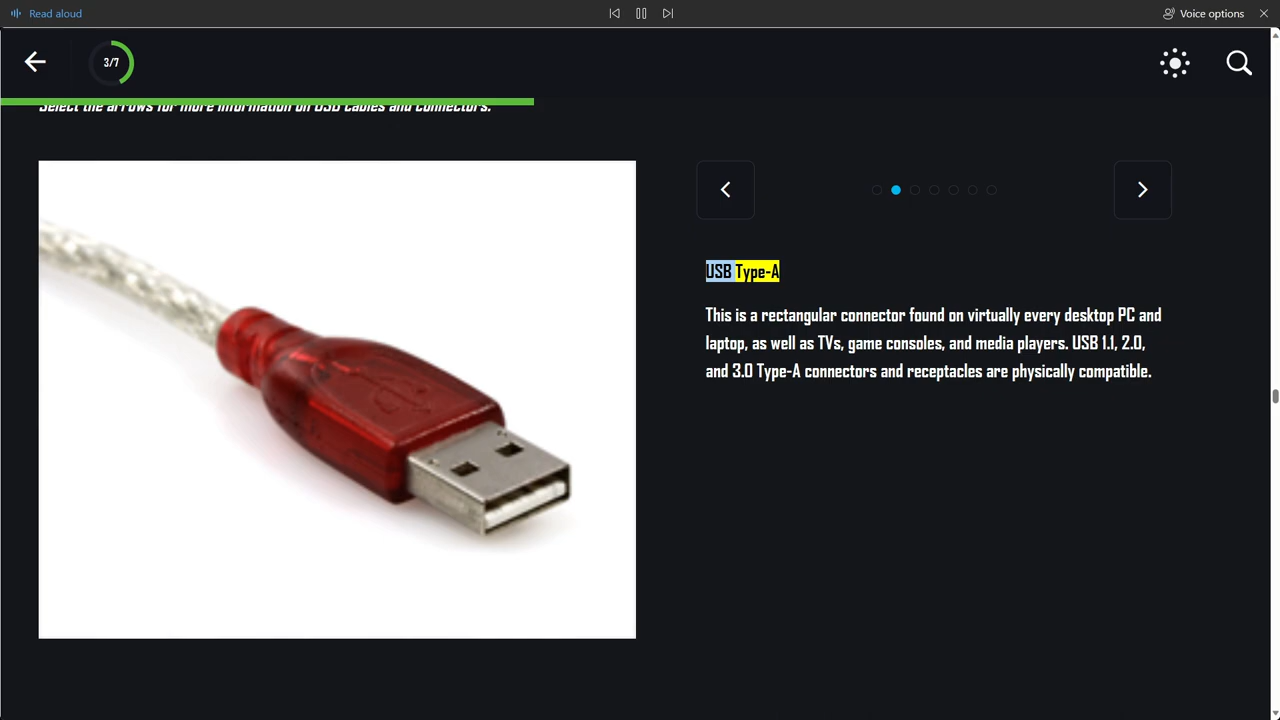 Read aloud
Voice options
3/7
Select the arrows for more information on USB cables and connectors.
USB Type-A
This is a rectangular connector found on virtually every desktop PC and
laptop, as well as TVs, game consoles, and media players. USB 1.1, 2.0,
and 3.0 Type-A connectors and receptacles are physically compatible.